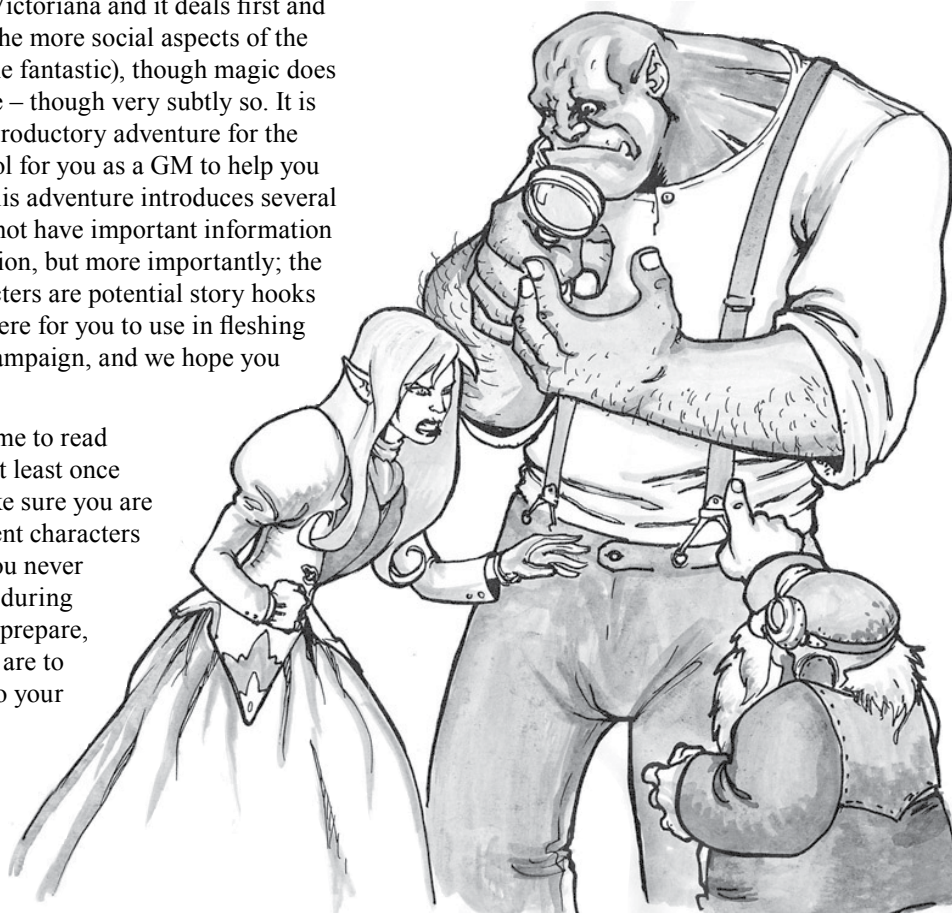 Victoriana and it deals first and
he more social aspects of the
e fantastic), though magic does
e – though very subtly so. It is
roductory adventure for the
ol for you as a GM to help you
is adventure introduces several
not have important information
ion, but more importantly; the
cters are potential story hooks
ere for you to use in fleshing
ampaign, and we hope you
me to read
t least once
ke sure you are
ent characters
ou never
during
prepare,
are to
o your